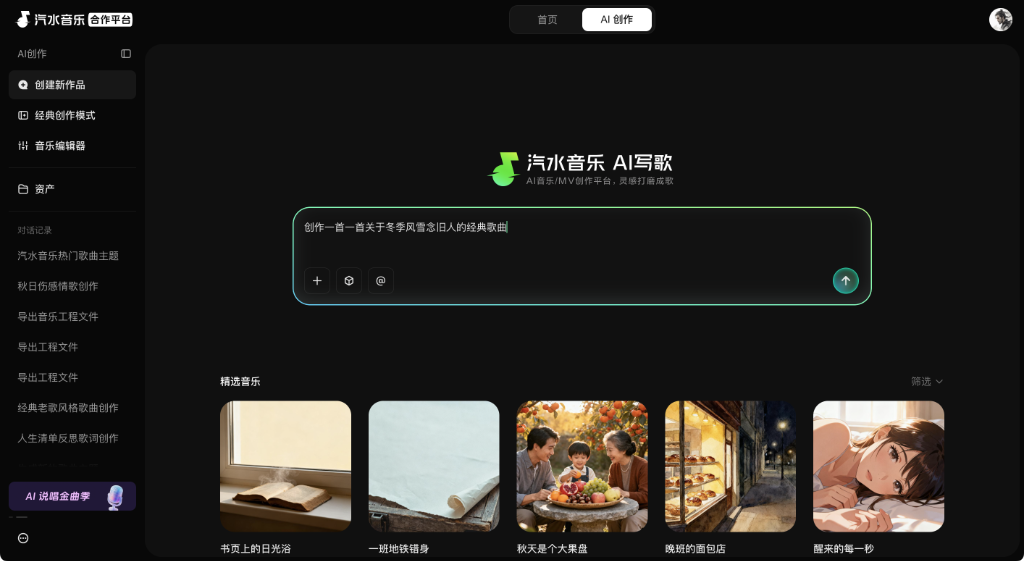 汽水音乐 合作平台
首页
AI 创作
AI创作
创建新作品
经典创作模式
音乐编辑器
资产
对话记录
汽水音乐热门歌曲主题
秋日伤感情歌创作
导出音乐工程文件
导出工程文件
导出工程文件
经典老歌风格歌曲创作
人生清单反思歌词创作
AI 说唱金曲季
汽水音乐 AI写歌
AI音乐/MV创作平台，灵感打磨成歌
创作一首一首关于冬季风雪念旧人的经典歌曲
@
精选音乐
筛选
书页上的日光浴
一班地铁错身
秋天是个大果盘
晚班的面包店
醒来的每一秒